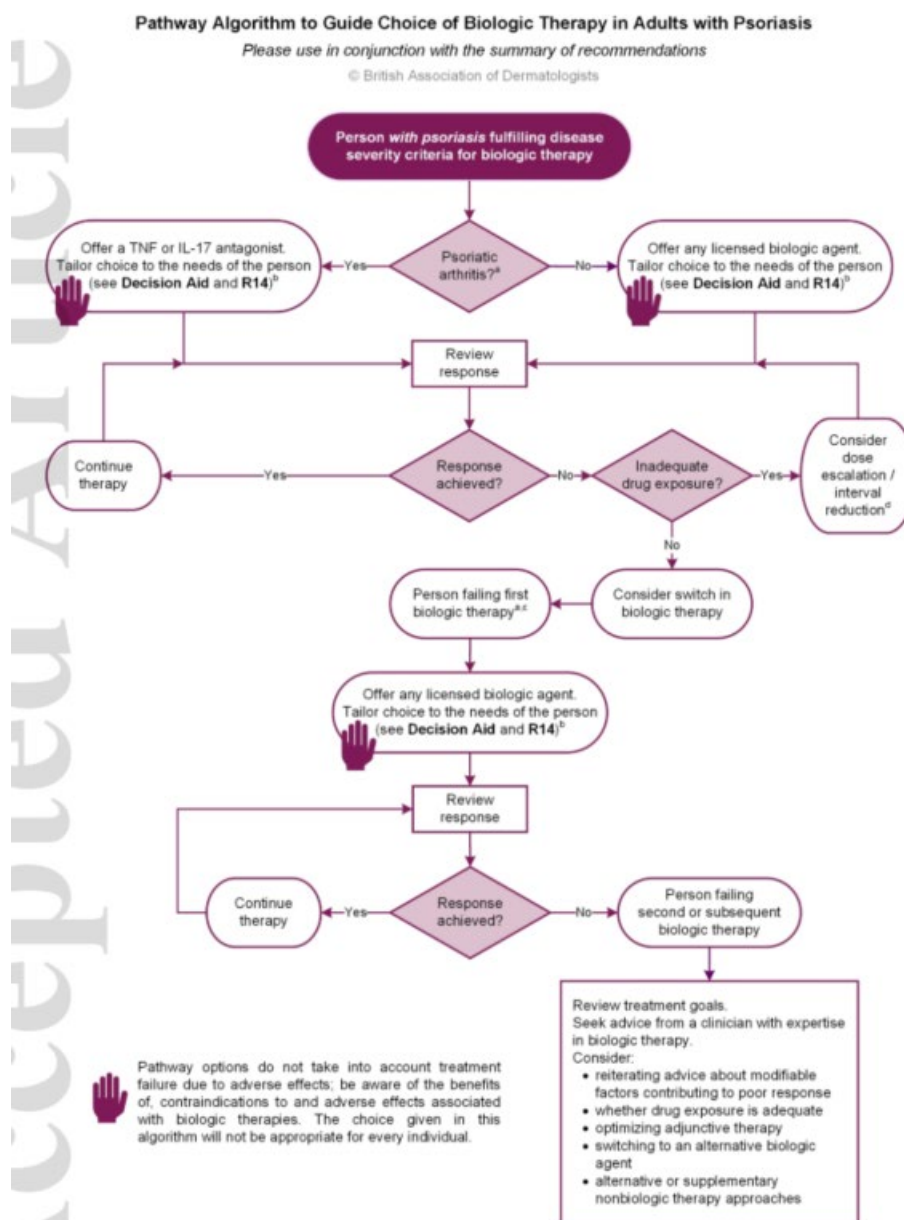 Pathway Algorithm to Guide Choice of Biologic Therapy in Adults with Psoriasis
Please use in conjunction with the summary of recommendations
© British Association of Dermatologists
Person with psoriasis fulfilling disease
severity criteria for biologic therapy
Offer a TNF or IL-17 antagonist.
Tailor choice to the needs of the person
(see Decision Aid and R14)b
Yes
Psoriatic
arthritis?a
No
Offer any licensed biologic agent.
Tailor choice to the needs of the person
(see Decision Aid and R14)b
Review
response
Continue
therapy
Yes
Response
achieved?
No
Inadequate
drug exposure?
Yes
Consider
dose
escalation /
interval
reductiond
No
Person failing first
biologic therapya,c
Consider switch in
biologic therapy
Offer any licensed biologic agent.
Tailor choice to the needs of the person
(see Decision Aid and R14)b
Review
response
Continue
therapy
Yes
Response
achieved?
No
Person failing
second or subsequent
biologic therapy
Review treatment goals.
Seek advice from a clinician with expertise
in biologic therapy.
Consider:
• reiterating advice about modifiable
factors contributing to poor response
• whether drug exposure is adequate
• optimizing adjunctive therapy
• switching to an alternative biologic
agent
• alternative or supplementary
nonbiologic therapy approaches
Pathway options do not take into account treatment
failure due to adverse effects; be aware of the benefits
of, contraindications to and adverse effects associated
with biologic therapies. The choice given in this
algorithm will not be appropriate for every individual.